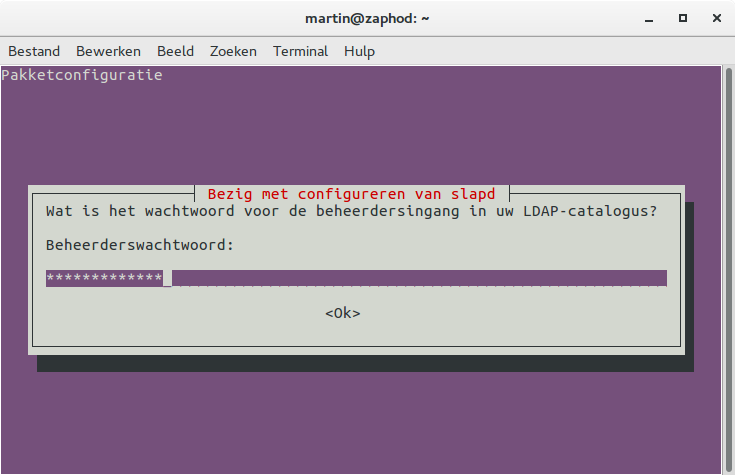 martin@zaphod: ~
Bestand Bewerken Beeld Zoeken Terminal Hulp
Pakketconfiguratie
Bezig met configureren van slapd
Wat is het wachtwoord voor de beheerdersingang in uw LDAP-catalogus?
Beheerderswachtwoord:
*************
<Ok>